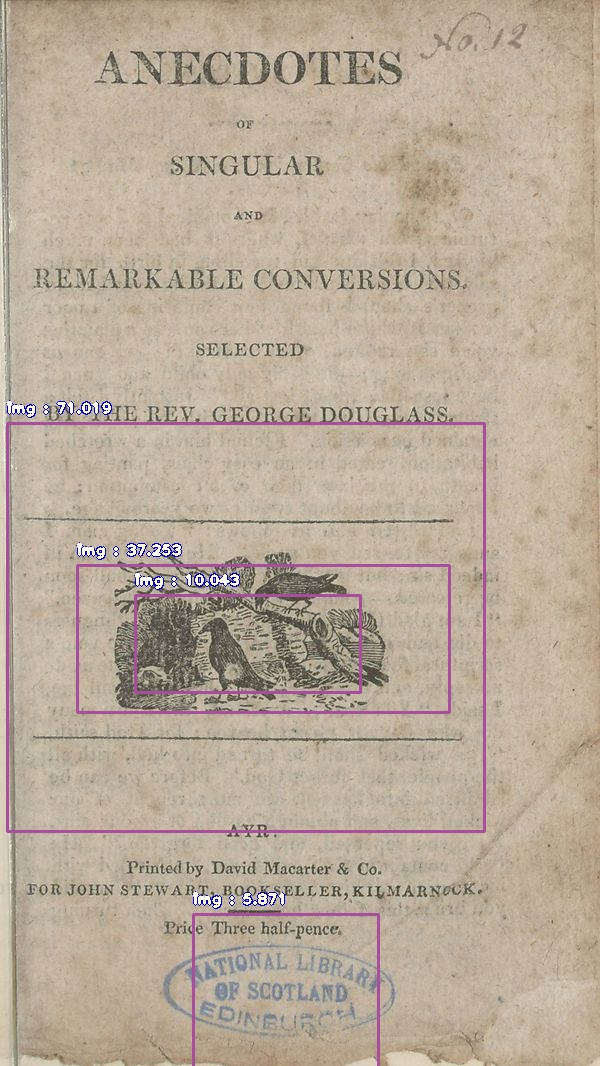 No. 12
ANECDOTES
OF
SINGULAR
AND
REMARKABLE CONVERSIONS.
SELECTED
BY THE REV. GEORGE DOUGLASS.
Img : 71.019
Img : 37.253
Img : 10.043
AYR:
Printed by David Macarter & Co.
FOR JOHN STEWART, BOOKSELLER, KILMARNOCK.
Img : 5.871
Price Three half-pence.
NATIONAL LIBRARY
OF SCOTLAND
EDINBURGH